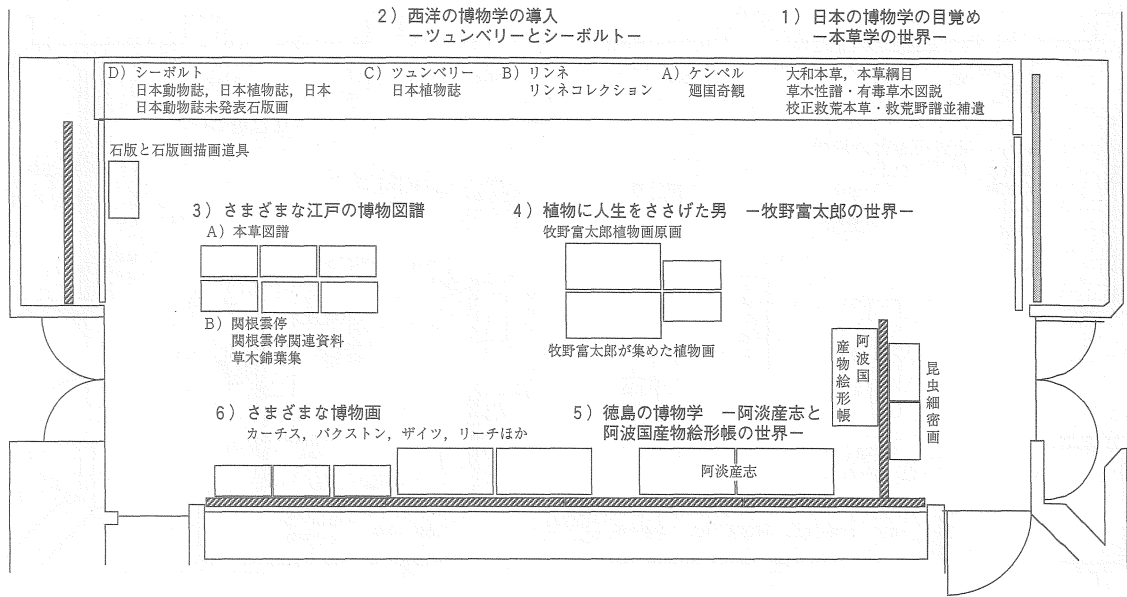 2）西洋の博物学の導入
－ツュンベリーとシーボルト－
1）日本の博物学の目覚め
－本草学の世界－
D）シーボルト
日本動物誌，日本植物誌，日本
日本動物誌未発表石版画
C）ツュンベリー
日本植物誌
B）リンネ
リンネコレクション
A）ケンペル
廻国奇観
大和本草，本草綱目
草木性譜・有毒草木図説
校正救荒本草・救荒野譜並補遺
石版と石版画描画道具
3）さまざまな江戸の博物図譜
A）本草図譜
B）関根雲停
関根雲停関連資料
草木錦葉集
4）植物に人生をささげた男　－牧野富太郎の世界－
牧野富太郎植物画原画
牧野富太郎が集めた植物画
阿波国
産物絵形帳
昆虫細密画
6）さまざまな博物画
カーチス，パクストン，ザイツ，リーチほか
5）徳島の博物学　－阿淡産志と
阿波国産物絵形帳の世界－
阿淡産志